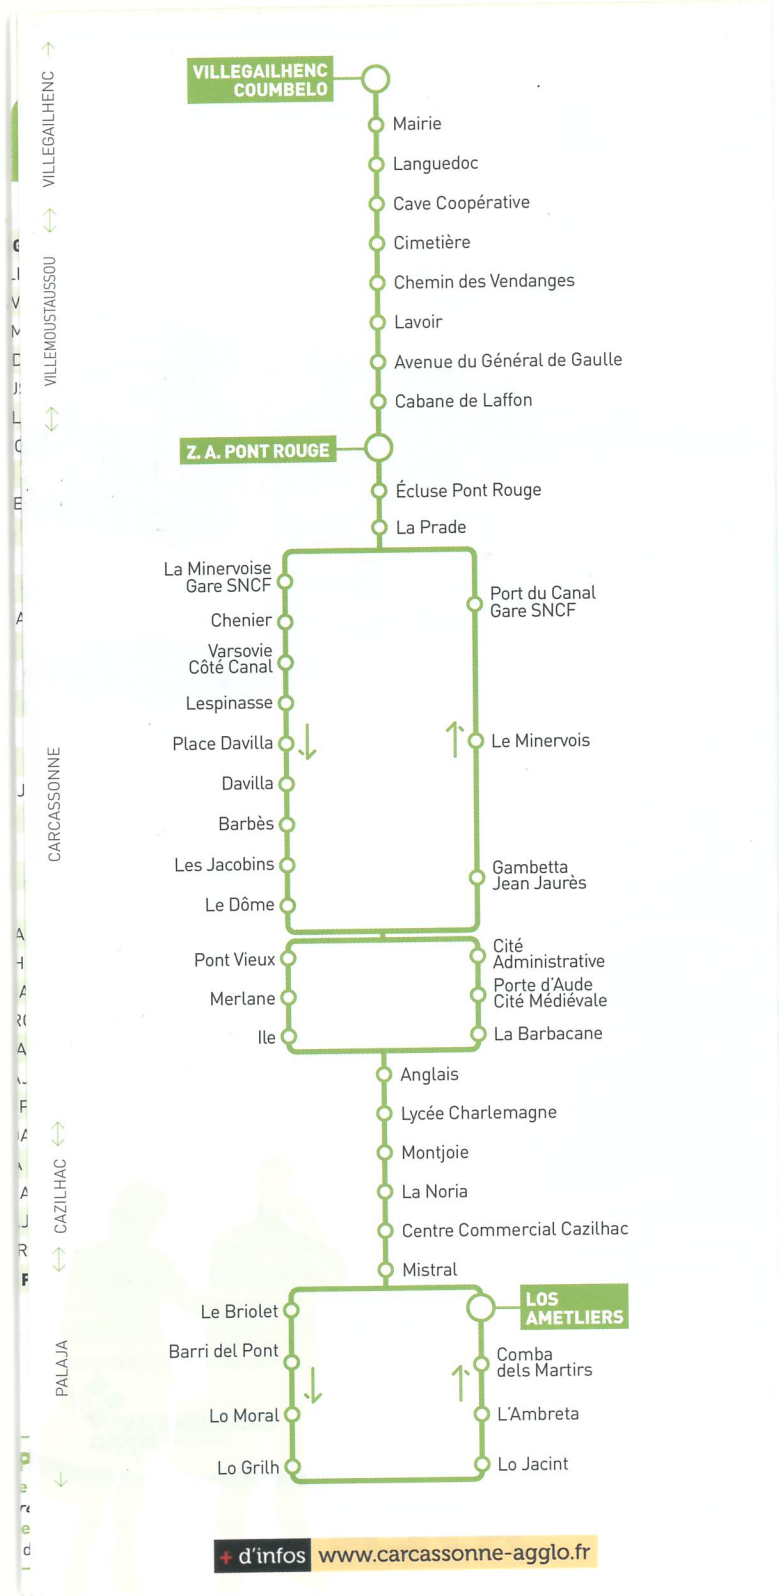 VILLEGAILHENC
COUMBELO
Mairie
Languedoc
Cave Coopérative
Cimetière
Chemin des Vendanges
Lavoir
Avenue du Général de Gaulle
Cabane de Laffon
Z. A. PONT ROUGE
Écluse Pont Rouge
La Prade
La Minervoise
Gare SNCF
Chenier
Varsovie
Côté Canal
Lespinasse
Place Davilla
Davilla
Barbès
Les Jacobins
Le Dôme
Port du Canal
Gare SNCF
Le Minervois
Gambetta
Jean Jaurès
Pont Vieux
Merlane
Ile
Cité
Administrative
Porte d'Aude
Cité Médiévale
La Barbacane
Anglais
Lycée Charlemagne
Montjoie
La Noria
Centre Commercial Cazilhac
Mistral
Le Briolet
Barri del Pont
Lo Moral
Lo Grilh
LOS
AMETLIERS
Comba
dels Martirs
L'Ambreta
Lo Jacint
VILLEGAILHENC
VILLEMOUSTAUSSOU
CARCASSONNE
CAZILHAC
PALAJA
+ d'infos www.carcassonne-agglo.fr